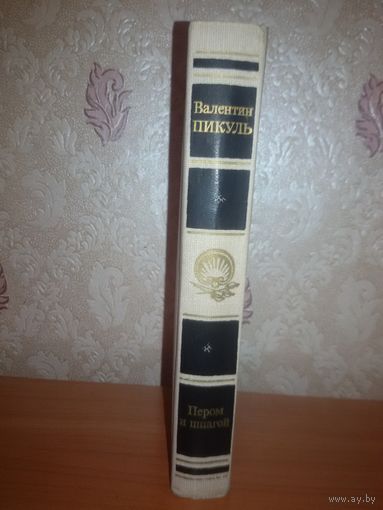 Валентин
ПИКУЛЬ
Пером
и шпагой
www.ay.by